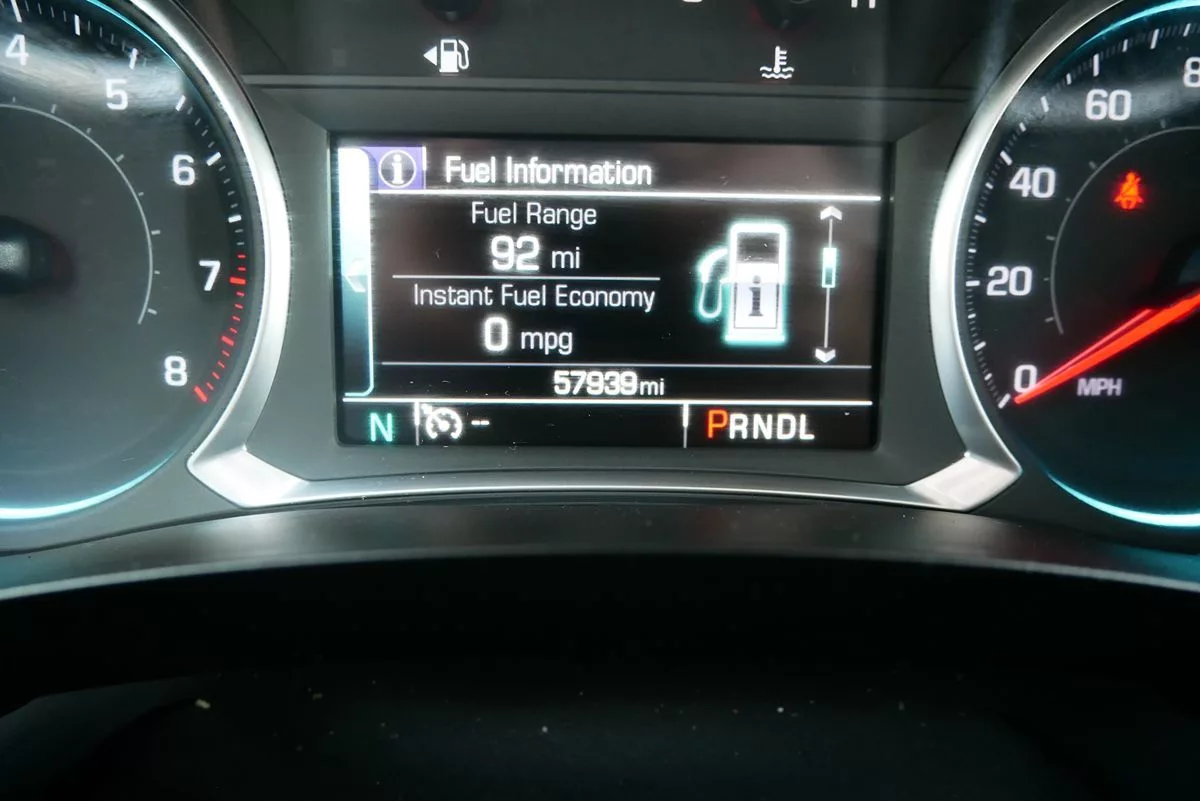 4
5
6
7
8
Fuel Information
Fuel Range
92 mi
Instant Fuel Economy
0 mpg
57939mi
N
--
PRNDL
60
40
20
0
MPH